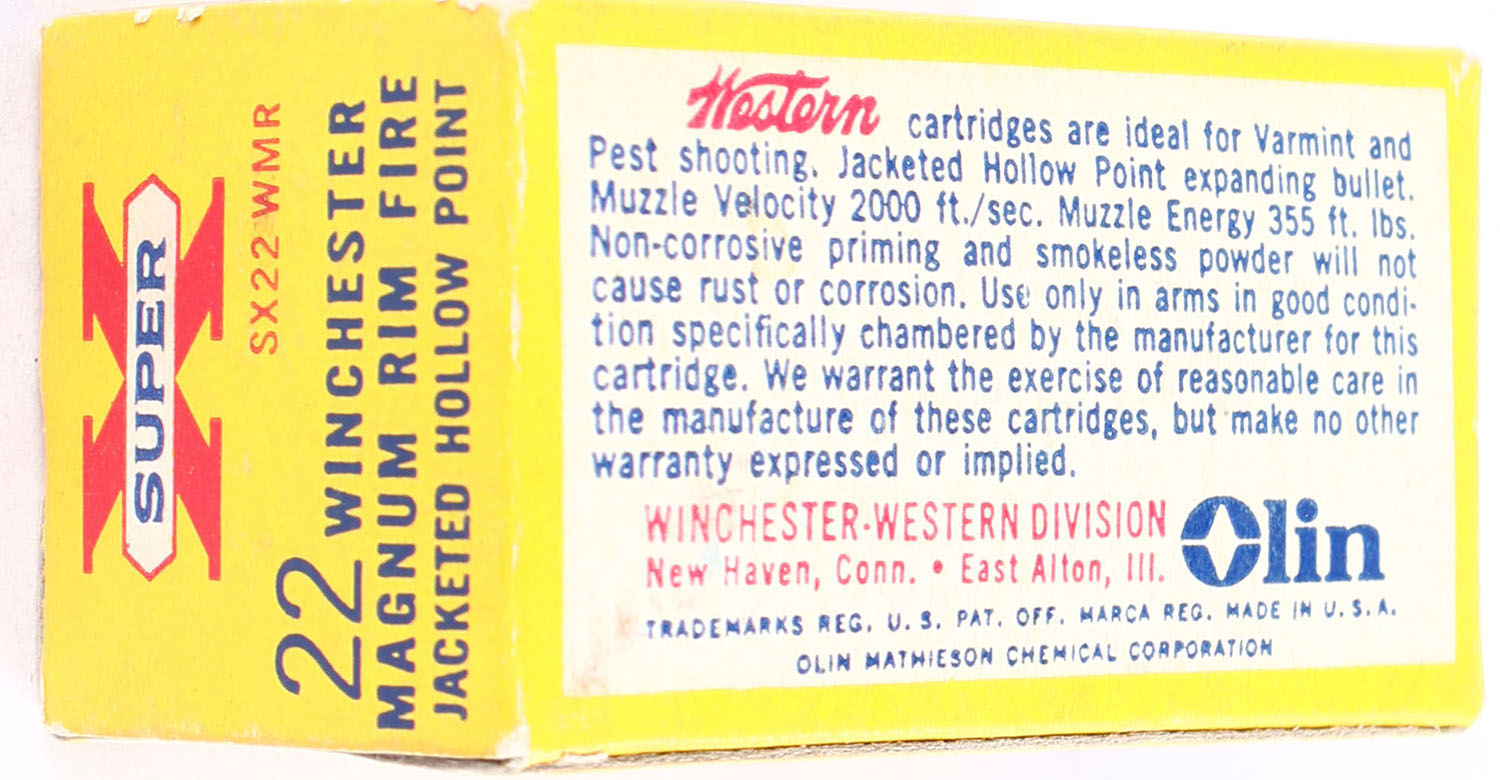 SUPER X
SX22 WMR
22 WINCHESTER
MAGNUM RIM FIRE
JACKETED HOLLOW POINT
Western cartridges are ideal for Varmint and
Pest shooting. Jacketed Hollow Point expanding bullet.
Muzzle Velocity 2000 ft./sec. Muzzle Energy 355 ft. lbs.
Non-corrosive priming and smokeless powder will not
cause rust or corrosion. Use only in arms in good condi-
tion specifically chambered by the manufacturer for this
cartridge. We warrant the exercise of reasonable care in
the manufacture of these cartridges, but make no other
warranty expressed or implied.
WINCHESTER-WESTERN DIVISION
New Haven, Conn. • East Alton, Ill.
Olin
TRADEMARKS REG. U. S. PAT. OFF. MARCA REG. MADE IN U. S. A.
OLIN MATHIESON CHEMICAL CORPORATION